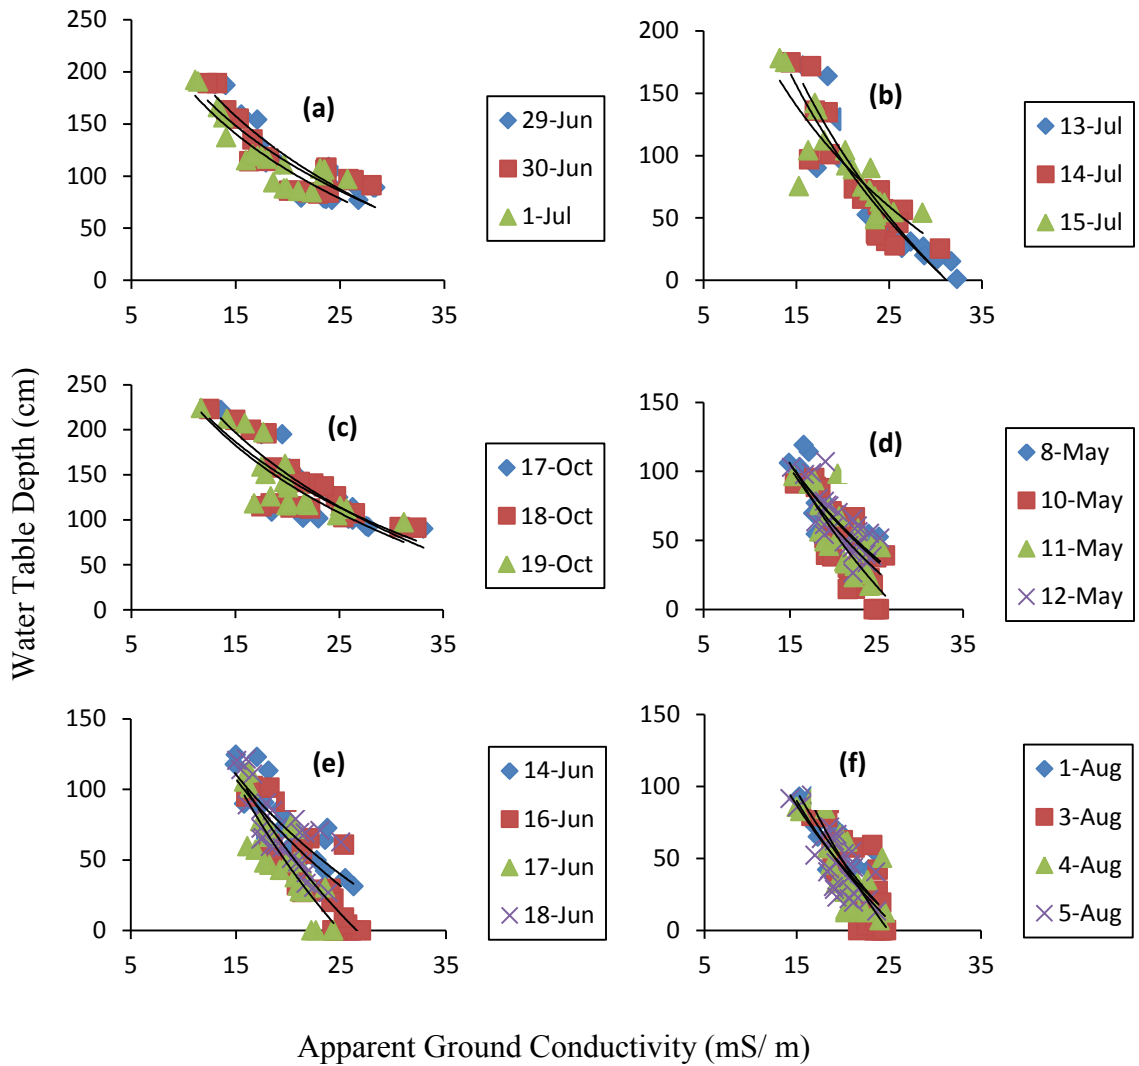 250
200
150
100
50
0
5 15 25 35
(a)
29-Jun
30-Jun
1-Jul
200
150
100
50
0
5 15 25 35
(b)
13-Jul
14-Jul
15-Jul
Water Table Depth (cm)
250
200
150
100
50
0
5 15 25 35
(c)
17-Oct
18-Oct
19-Oct
150
100
50
0
5 15 25 35
(d)
8-May
10-May
11-May
12-May
150
100
50
0
5 15 25 35
(e)
14-Jun
16-Jun
17-Jun
18-Jun
150
100
50
0
5 15 25 35
(f)
1-Aug
3-Aug
4-Aug
5-Aug
Apparent Ground Conductivity (mS/ m)